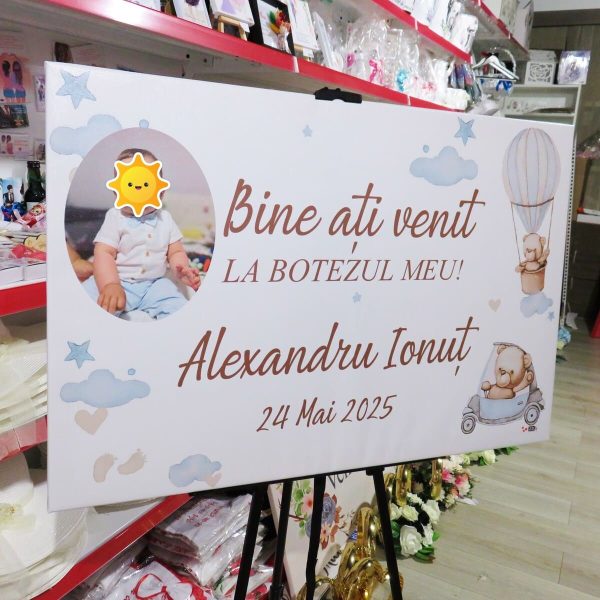 Bine ați venit
LA BOTEZUL MEU!
Alexandru Ionuț
24 Mai 2025